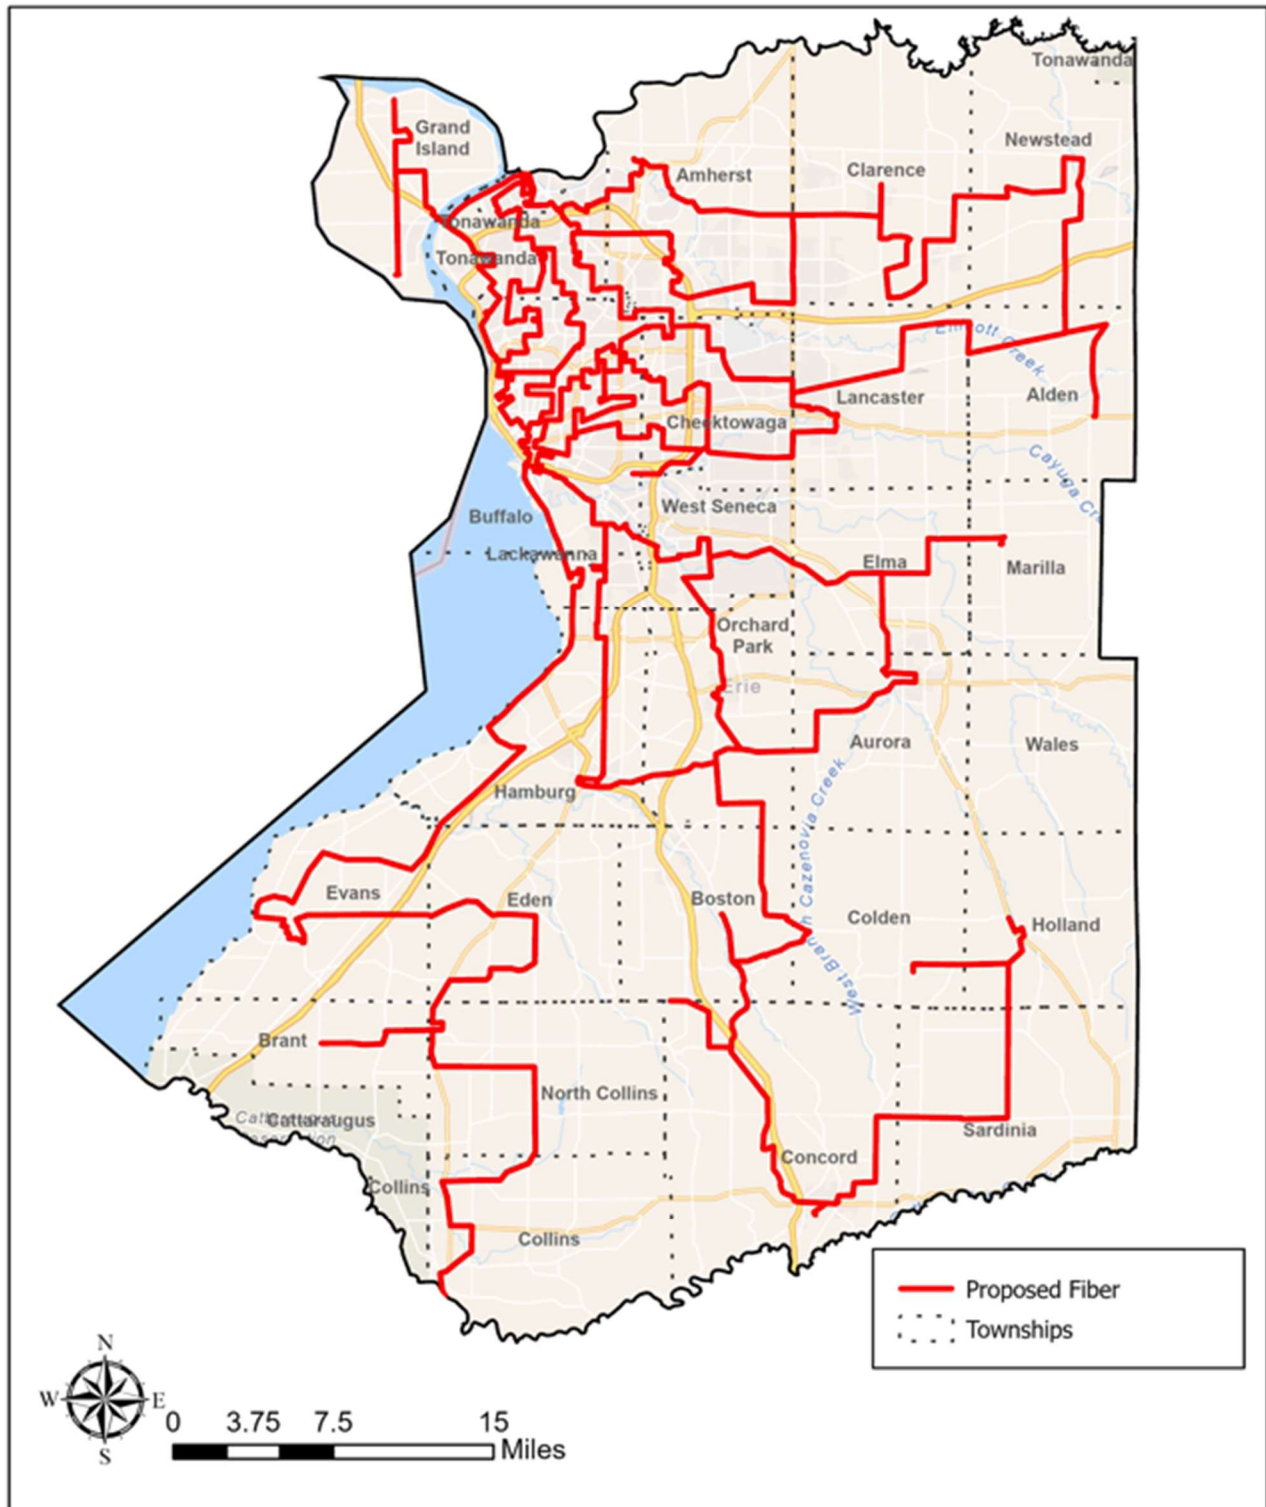 Tonawanda
Grand
Island
Newstead
Amherst
Clarence
Tonawanda
Tonawanda
Ellicott Creek
Lancaster
Alden
Cheektowaga
Cayuga
West Seneca
Buffalo
Lackawanna
Elma
Marilla
Orchard
Park
Erie
Aurora
Wales
Hamburg
West Branch Cazenovia Creek
Evans
Eden
Boston
Colden
Holland
Brant
North Collins
Cattaraugus
Sardinia
Concord
Collins
Collins
Proposed Fiber
Townships
N
W
E
S
0 3.75 7.5 15
Miles